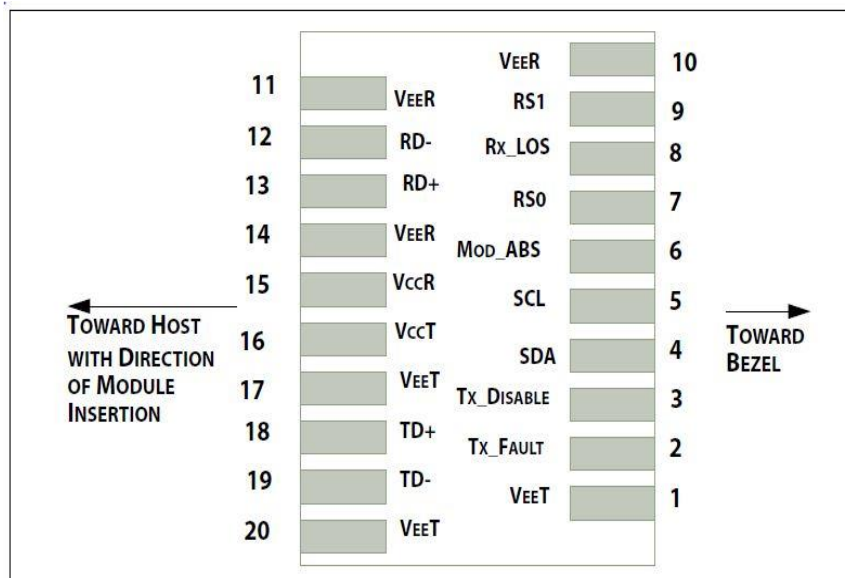 11 VEER
12 RD-
13 RD+
14 VEER
15 VCCR
16 VCCT
17 VEET
18 TD+
19 TD-
20 VEET
VEER 10
RS1 9
RX_LOS 8
RS0 7
MOD_ABS 6
SCL 5
SDA 4
TX_DISABLE 3
TX_FAULT 2
VEET 1
TOWARD HOST
WITH DIRECTION
OF MODULE
INSERTION
TOWARD
BEZEL